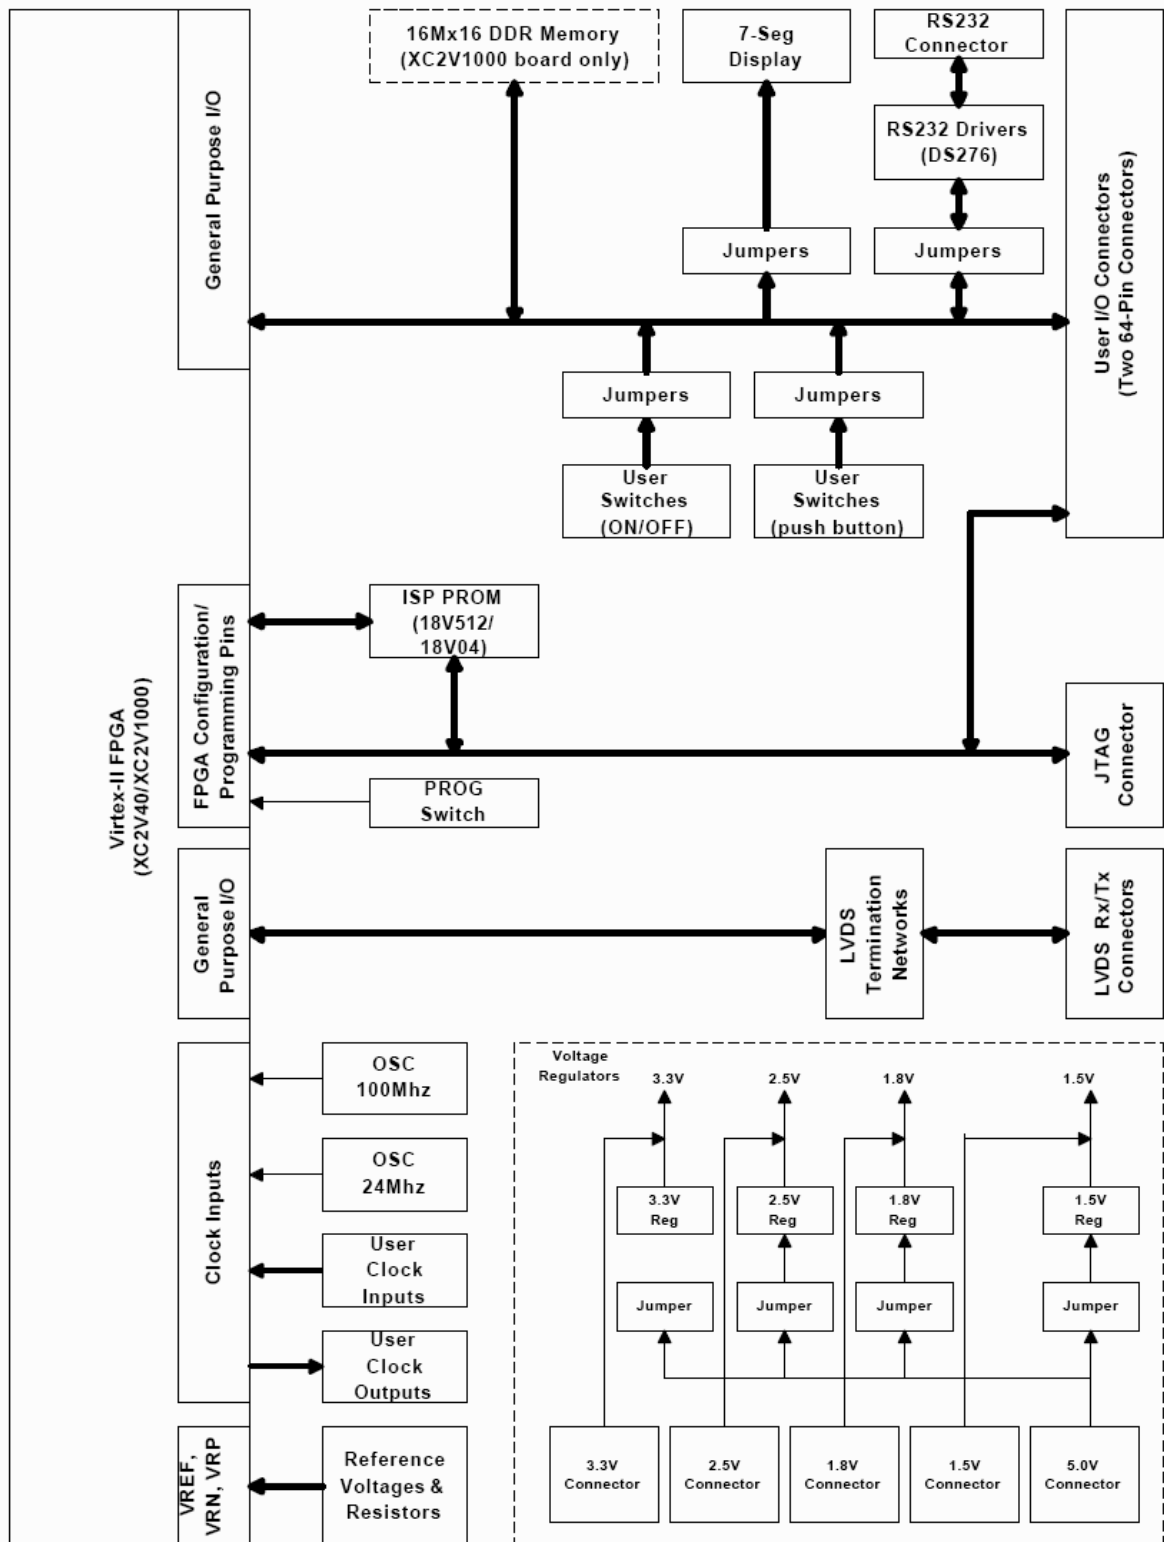 16Mx16 DDR Memory
(XC2V1000 board only)
7-Seg
Display
RS232
Connector
RS232 Drivers
(DS276)
Jumpers
Jumpers
General Purpose I/O
User I/O Connectors
(Two 64-Pin Connectors)
Jumpers
Jumpers
User
Switches
(ON/OFF)
User
Switches
(push button)
Virtex-II FPGA
(XC2V40/XC2V1000)
FPGA Configuration/
Programming Pins
ISP PROM
(18V512/
18V04)
PROG
Switch
JTAG
Connector
General
Purpose I/O
LVDS
Termination
Networks
LVDS Rx/Tx
Connectors
Clock Inputs
OSC
100Mhz
OSC
24Mhz
User
Clock
Inputs
User
Clock
Outputs
VREF,
VRN, VRP
Reference
Voltages &
Resistors
Voltage
Regulators
3.3V
2.5V
1.8V
1.5V
3.3V
Reg
2.5V
Reg
1.8V
Reg
1.5V
Reg
Jumper
Jumper
Jumper
Jumper
3.3V
Connector
2.5V
Connector
1.8V
Connector
1.5V
Connector
5.0V
Connector